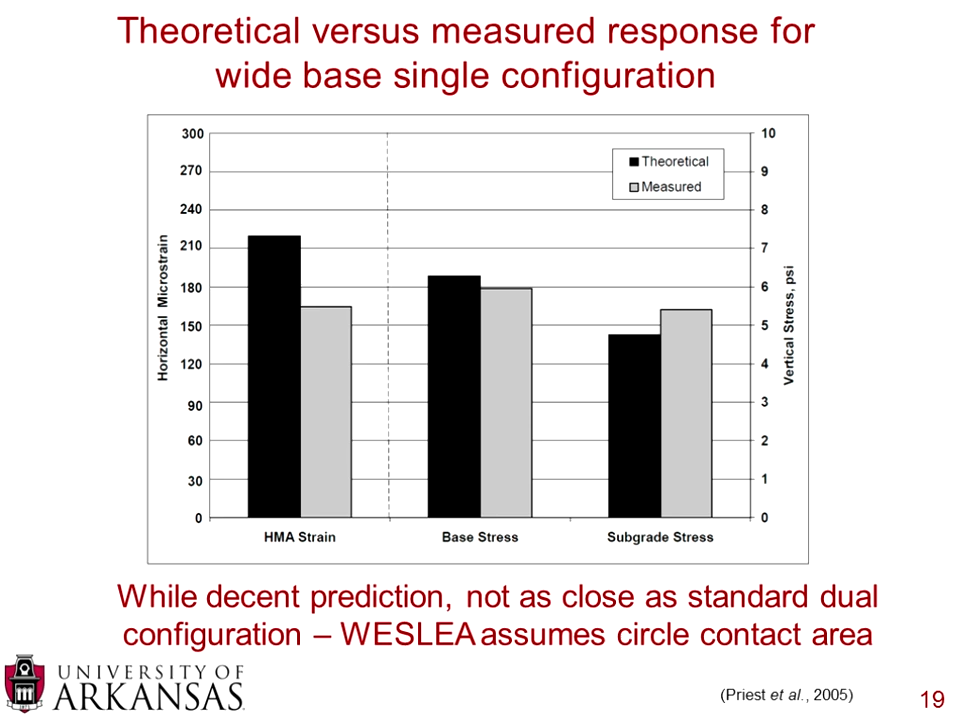 Theoretical versus measured response for
wide base single configuration
300
270
240
210
180
150
120
90
60
30
0
Horizontal Microstrain
10
9
8
7
6
5
4
3
2
1
0
Vertical Stress, psi
Theoretical
Measured
HMA Strain
Base Stress
Subgrade Stress
While decent prediction, not as close as standard dual
configuration – WESLEA assumes circle contact area
UNIVERSITY OF
ARKANSAS
(Priest et al., 2005)
19